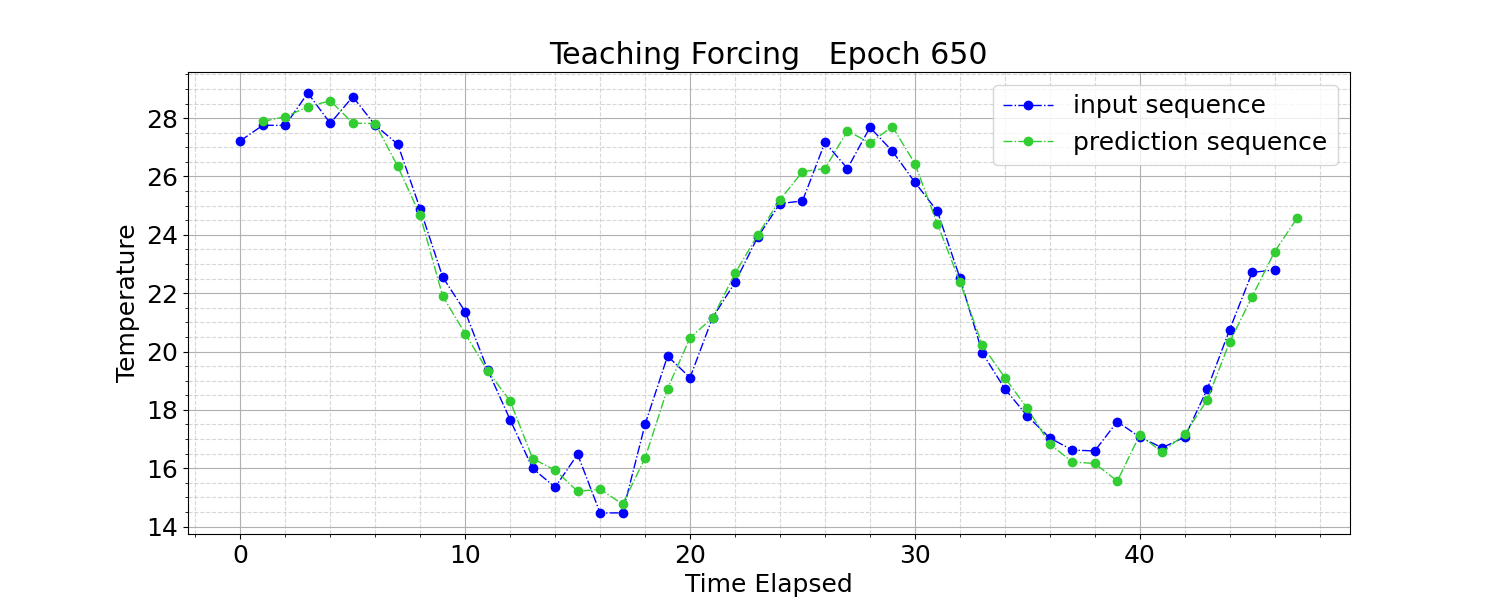 Teaching Forcing   Epoch 650
input sequence
prediction sequence
28
26
24
22
20
18
16
14
Temperature
0 10 20 30 40
Time Elapsed